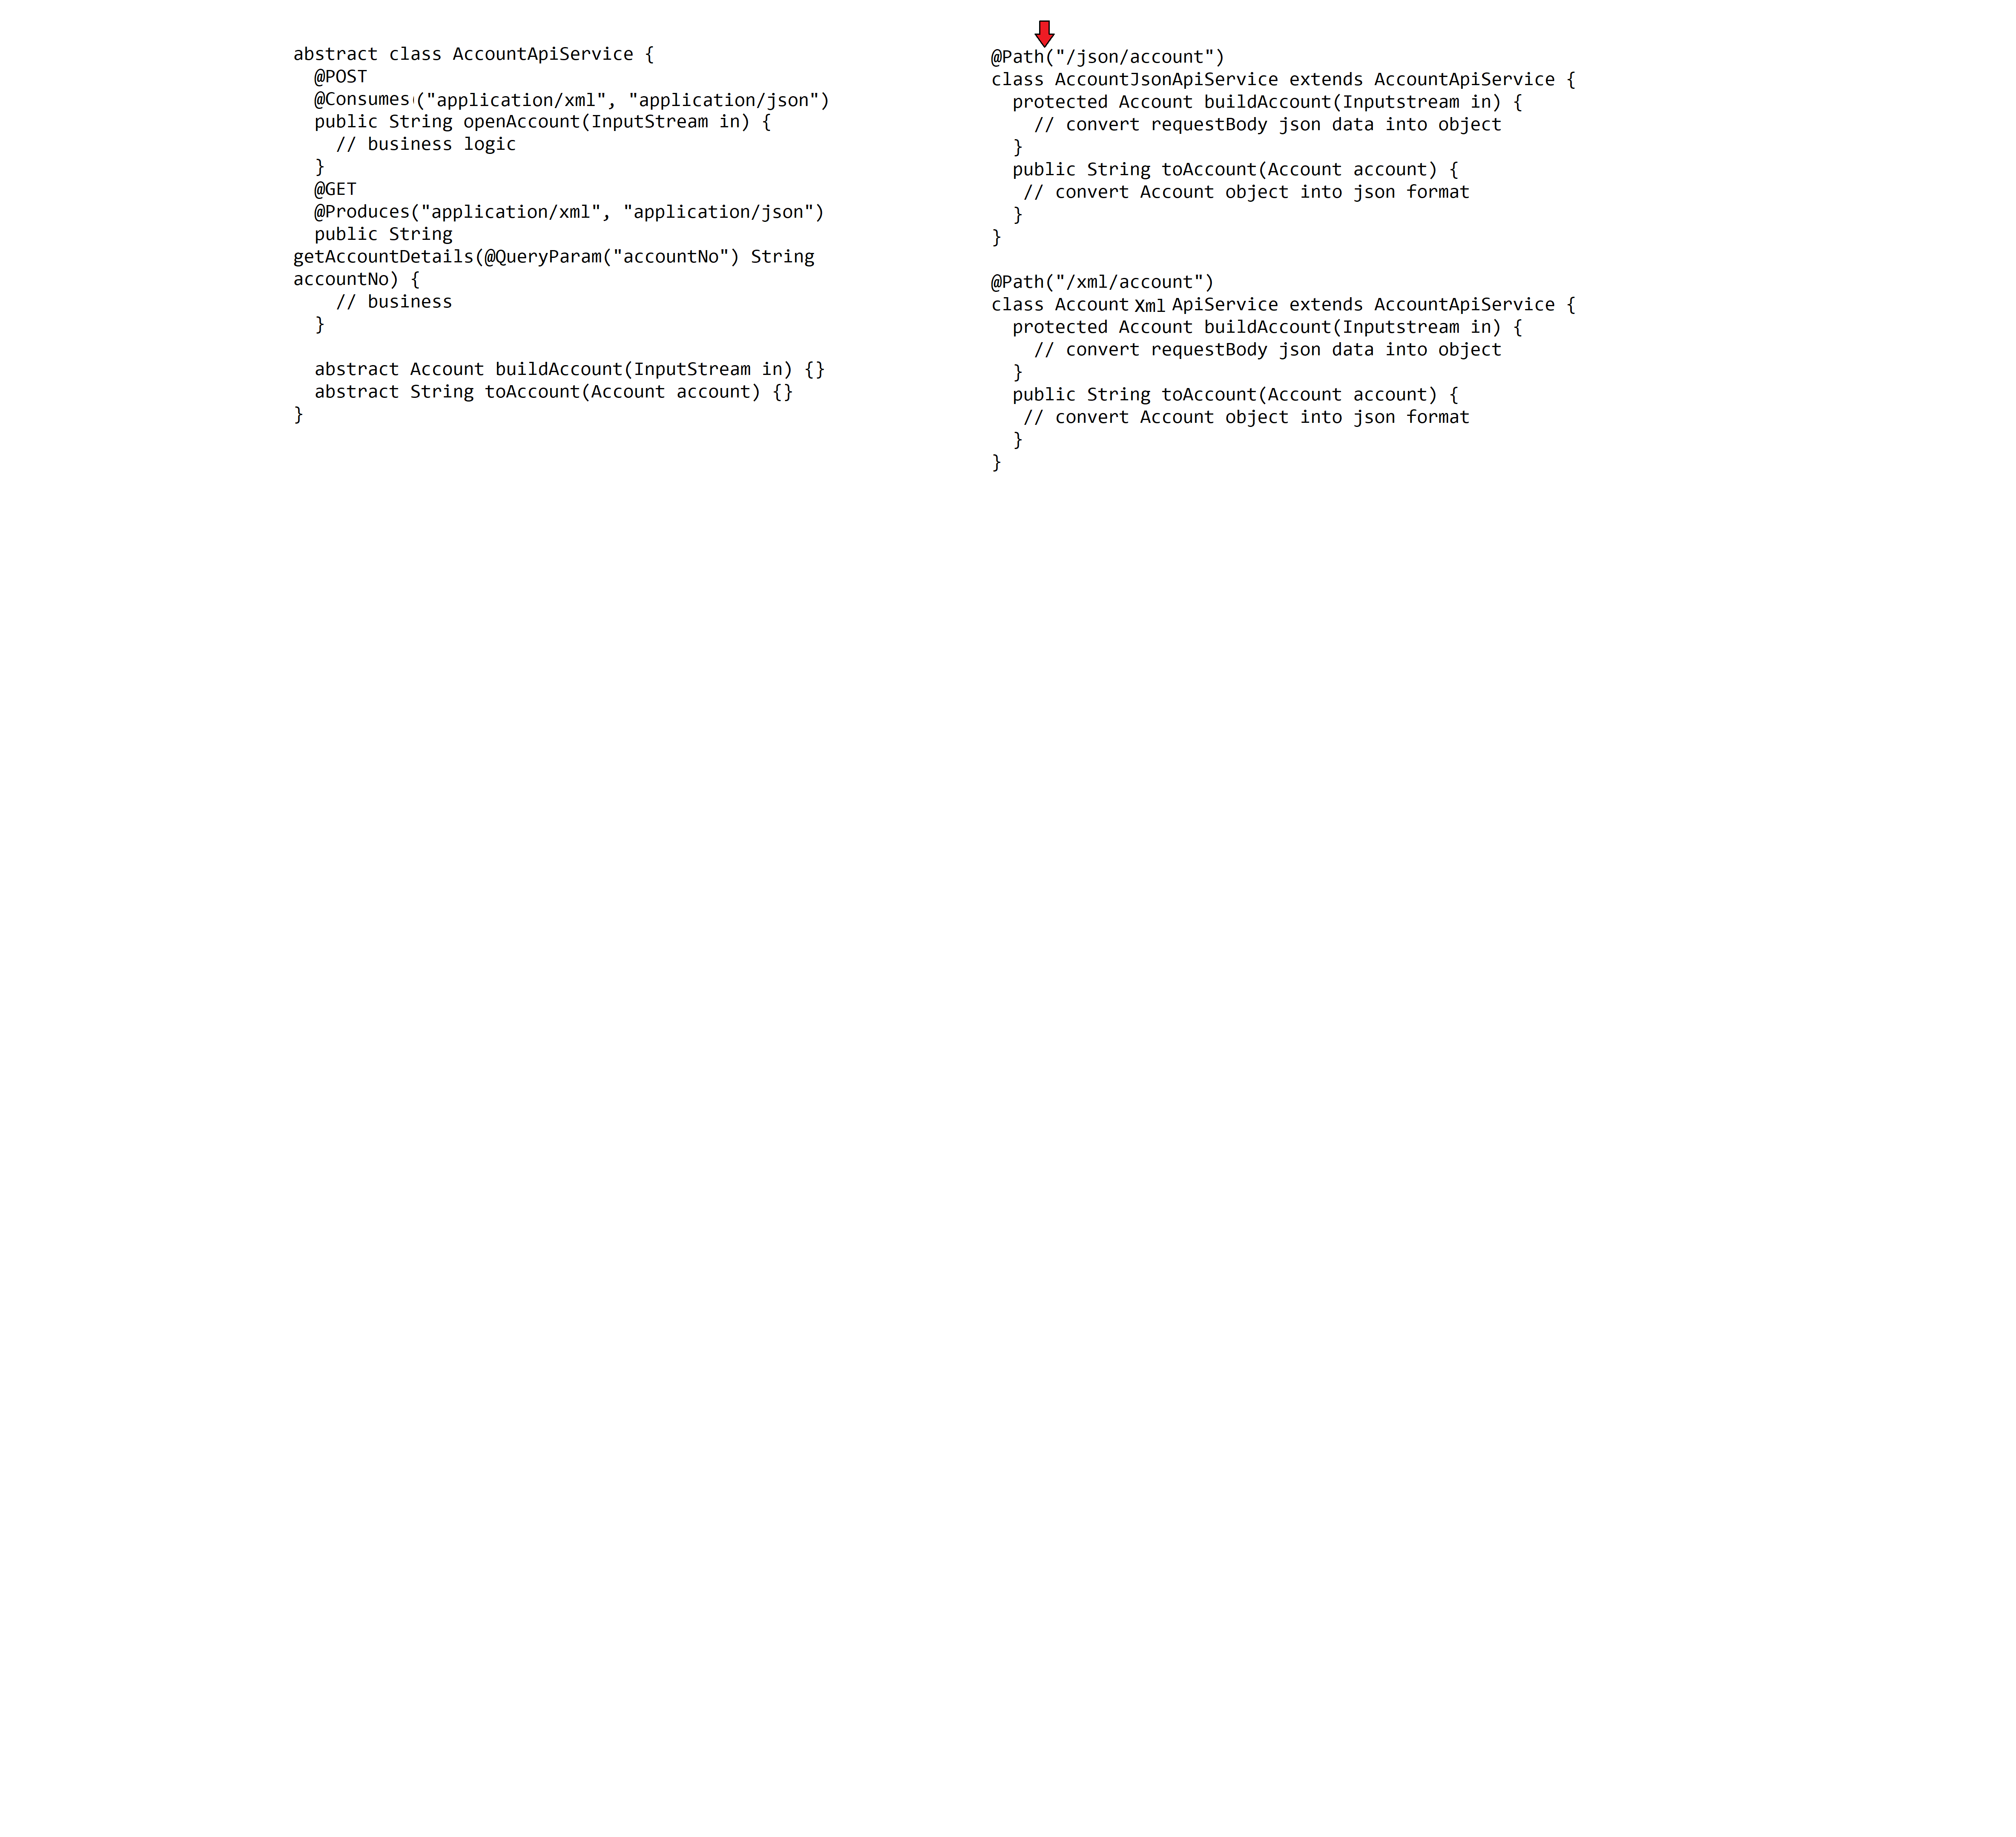 abstract class AccountApiService {
  @POST
  @Consumes("application/xml", "application/json")
  public String openAccount(InputStream in) {
    // business logic
  }
  @GET
  @Produces("application/xml", "application/json")
  public String
getAccountDetails(@QueryParam("accountNo") String
accountNo) {
    // business
  }
  abstract Account buildAccount(InputStream in) {}
  abstract String toAccount(Account account) {}
}
@Path("/json/account")
class AccountJsonApiService extends AccountApiService {
  protected Account buildAccount(Inputstream in) {
    // convert requestBody json data into object
  }
  public String toAccount(Account account) {
   // convert Account object into json format
  }
}
@Path("/xml/account")
class Account Xml ApiService extends AccountApiService {
  protected Account buildAccount(Inputstream in) {
    // convert requestBody json data into object
  }
  public String toAccount(Account account) {
   // convert Account object into json format
  }
}